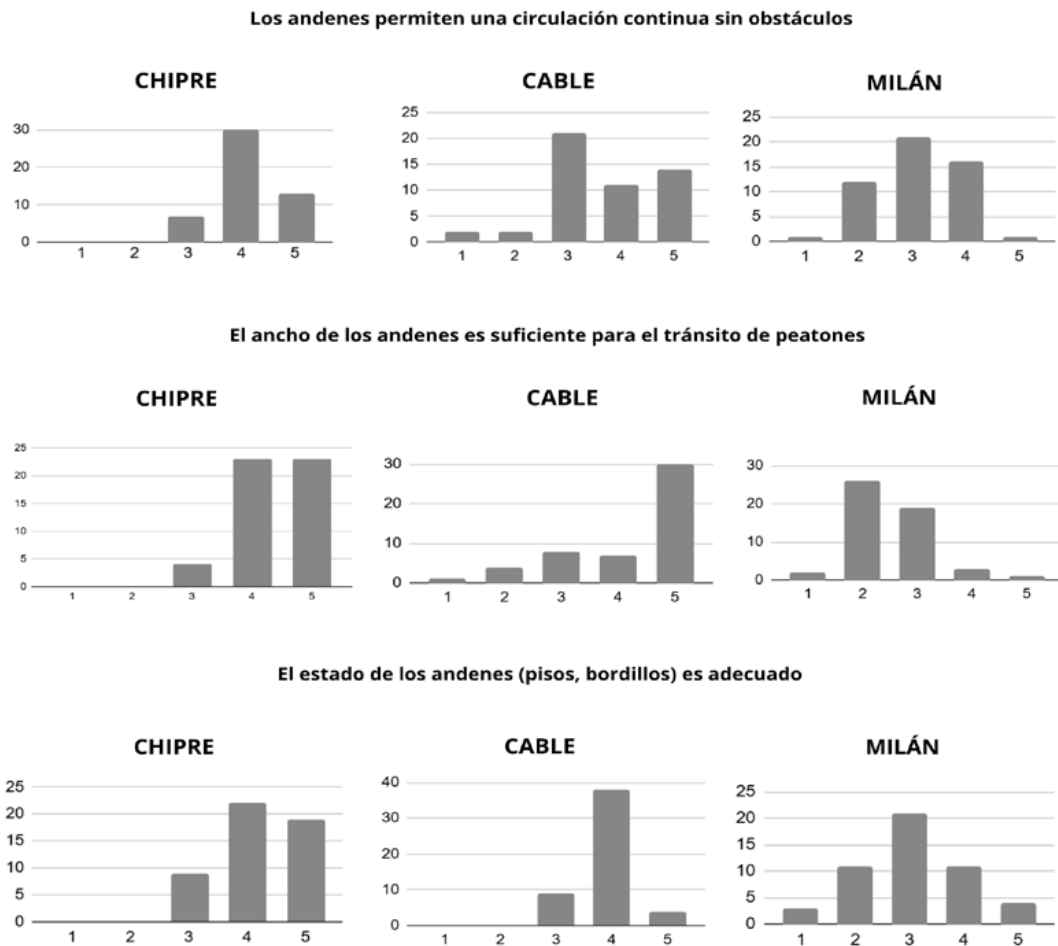 Los andenes permiten una circulación continua sin obstáculos
CHIPRE
30
20
10
0
1 2 3 4 5
CABLE
25
20
15
10
5
0
1 2 3 4 5
MILÁN
25
20
15
10
5
0
1 2 3 4 5
El ancho de los andenes es suficiente para el tránsito de peatones
CHIPRE
25
20
15
10
5
0
1 2 3 4 5
CABLE
30
20
10
0
1 2 3 4 5
MILÁN
30
20
10
0
1 2 3 4 5
El estado de los andenes (pisos, bordillos) es adecuado
CHIPRE
25
20
15
10
5
0
1 2 3 4 5
CABLE
40
30
20
10
0
1 2 3 4 5
MILÁN
25
20
15
10
5
0
1 2 3 4 5